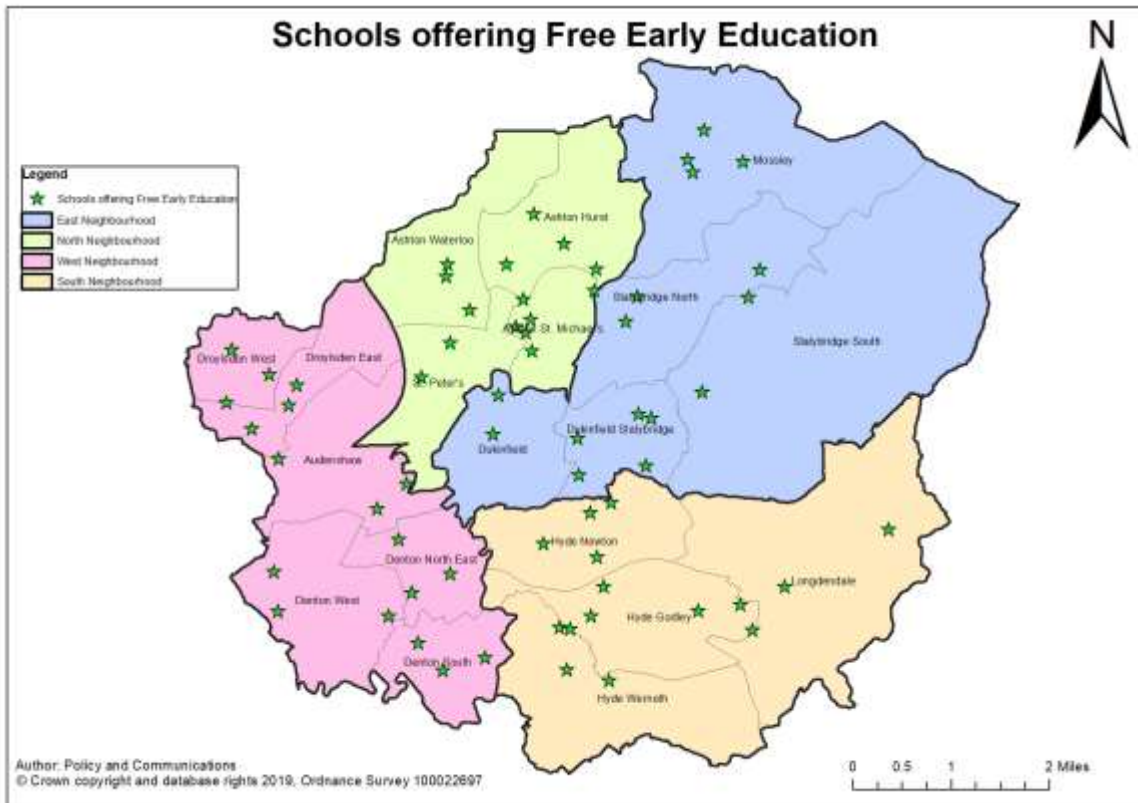 Schools offering Free Early Education
N
Legend
Schools offering Free Early Education
East Neighbourhood
North Neighbourhood
West Neighbourhood
South Neighbourhood
Mossley
Ashton Hurst
Ashton Waterloo
Stalybridge North
St. Michael's
Stalybridge South
Droylsden West
Droylsden East
St. Peter's
Dukinfield Stalybridge
Dukinfield
Audenshaw
Hyde Newton
Denton North East
Longdendale
Denton West
Hyde Godley
Denton South
Hyde Werneth
Author: Policy and Communications
© Crown copyright and database rights 2019, Ordnance Survey 100022697
0 0.5 1 2 Miles